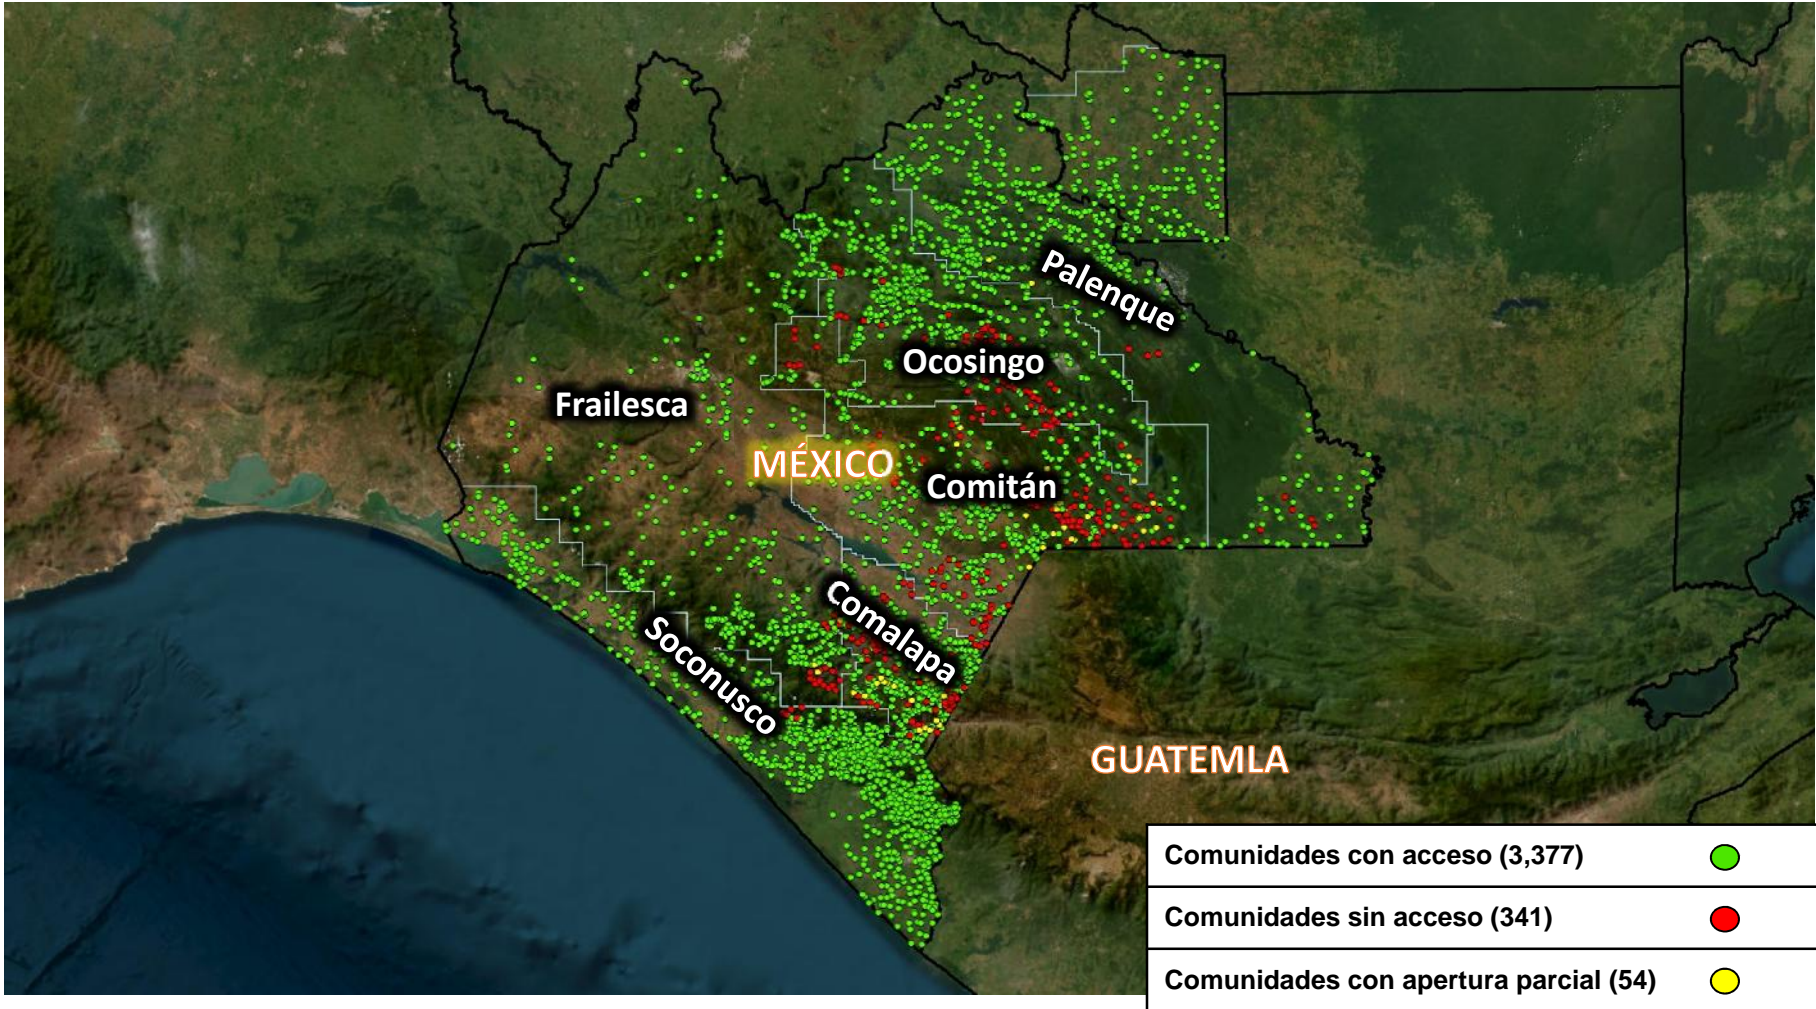 Palenque
Ocosingo
Frailesca
MÉXICO
Comitán
Comalapa
Soconusco
GUATEMLA
Comunidades con acceso (3,377)
Comunidades sin acceso (341)
Comunidades con apertura parcial (54)